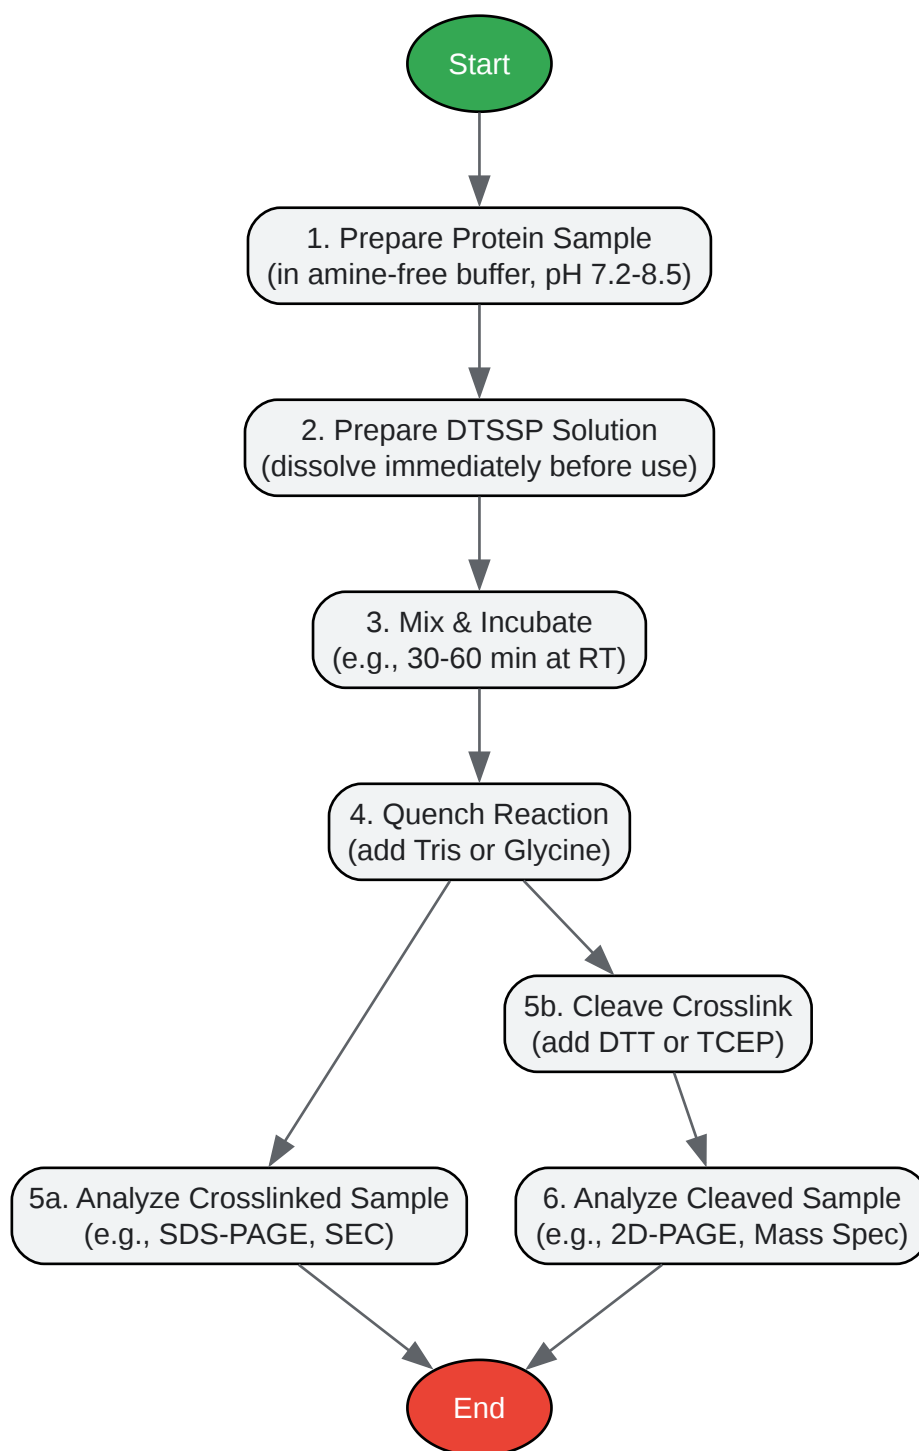 Start
1. Prepare Protein Sample
(in amine-free buffer, pH 7.2-8.5)
2. Prepare DTSSP Solution
(dissolve immediately before use)
3. Mix & Incubate
(e.g., 30-60 min at RT)
4. Quench Reaction
(add Tris or Glycine)
5b. Cleave Crosslink
(add DTT or TCEP)
5a. Analyze Crosslinked Sample
(e.g., SDS-PAGE, SEC)
6. Analyze Cleaved Sample
(e.g., 2D-PAGE, Mass Spec)
End